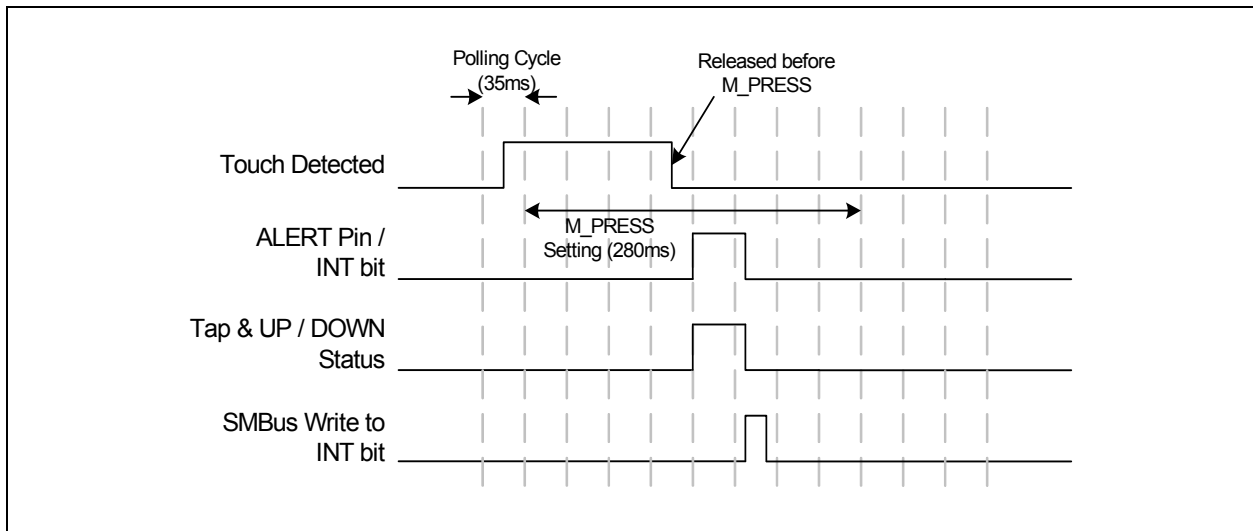 Polling Cycle
(35ms)
Released before
M_PRESS
Touch Detected
M_PRESS
Setting (280ms)
ALERT Pin /
INT bit
Tap & UP / DOWN
Status
SMBus Write to
INT bit